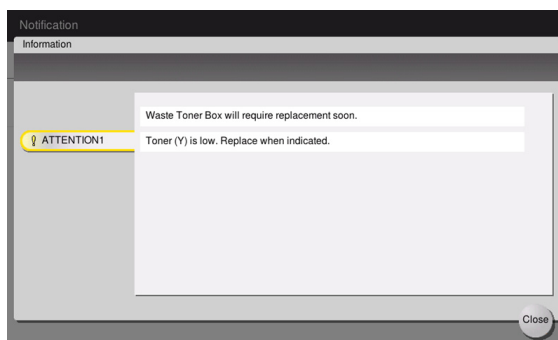 Notification
Information
Waste Toner Box will require replacement soon.
ATTENTION1
Toner (Y) is low. Replace when indicated.
Close